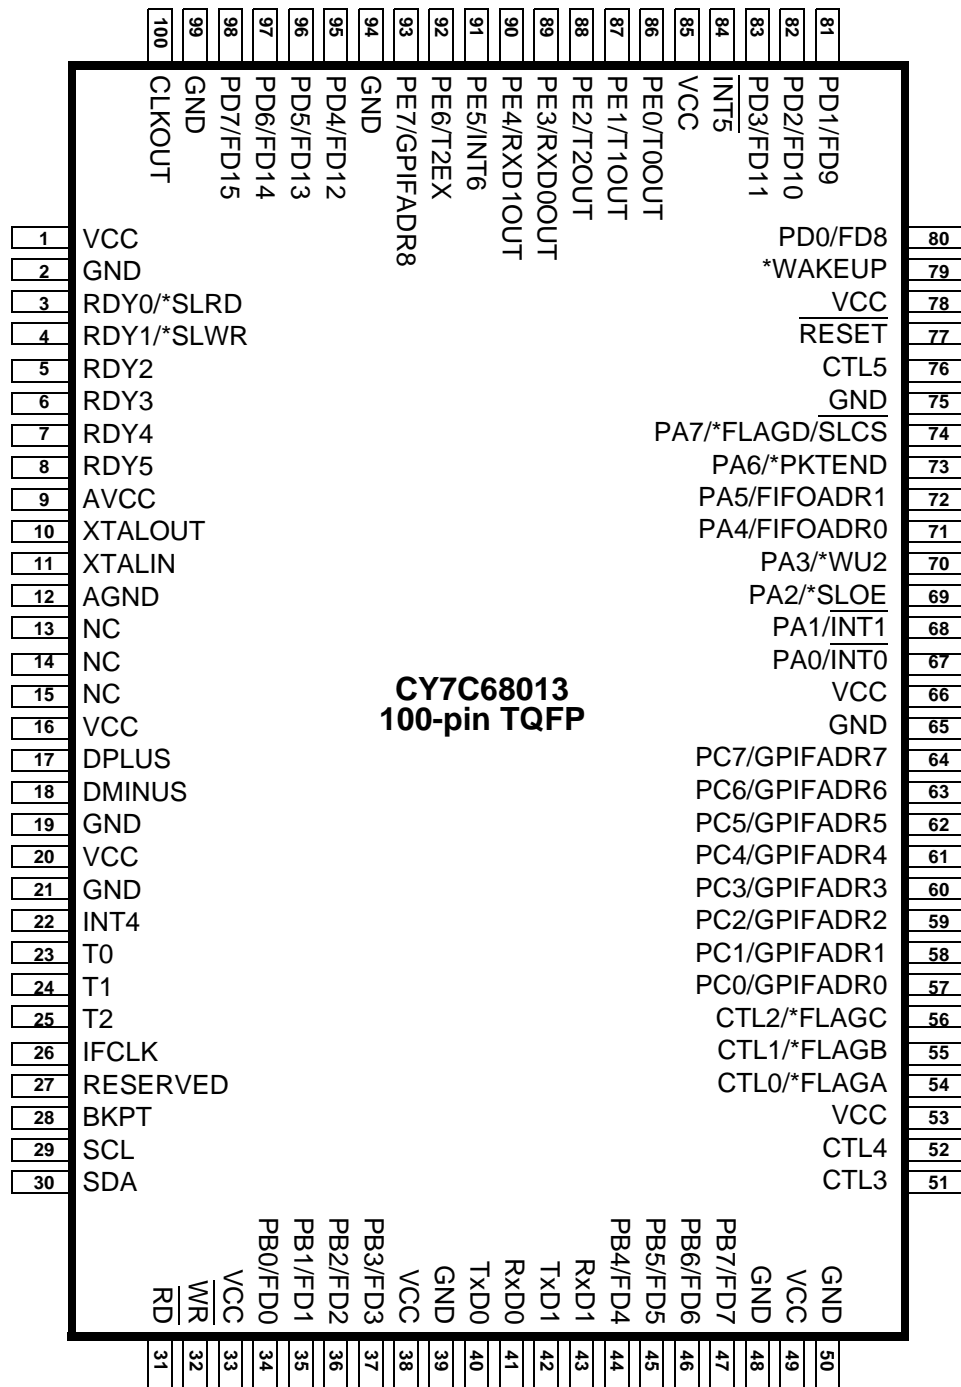 100 99 98 97 96 95 94 93 92 91 90 89 88 87 86 85 84 83 82 81
CLKOUT
GND
PD7/FD15
PD6/FD14
PD5/FD13
PD4/FD12
GND
PE7/GPIFADR8
PE6/T2EX
PE5/INT6
PE4/RXD1OUT
PE3/RXD0OUT
PE2/T2OUT
PE1/T1OUT
PE0/T0OUT
VCC
INT5
PD3/FD11
PD2/FD10
PD1/FD9
1 VCC
2 GND
3 RDY0/*SLRD
4 RDY1/*SLWR
5 RDY2
6 RDY3
7 RDY4
8 RDY5
9 AVCC
10 XTALOUT
11 XTALIN
12 AGND
13 NC
14 NC
15 NC
16 VCC
17 DPLUS
18 DMINUS
19 GND
20 VCC
21 GND
22 INT4
23 T0
24 T1
25 T2
26 IFCLK
27 RESERVED
28 BKPT
29 SCL
30 SDA
CY7C68013
100-pin TQFP
PD0/FD8 80
*WAKEUP 79
VCC 78
RESET 77
CTL5 76
GND 75
PA7/*FLAGD/SLCS 74
PA6/*PKTEND 73
PA5/FIFOADR1 72
PA4/FIFOADR0 71
PA3/*WU2 70
PA2/*SLOE 69
PA1/INT1 68
PA0/INT0 67
VCC 66
GND 65
PC7/GPIFADR7 64
PC6/GPIFADR6 63
PC5/GPIFADR5 62
PC4/GPIFADR4 61
PC3/GPIFADR3 60
PC2/GPIFADR2 59
PC1/GPIFADR1 58
PC0/GPIFADR0 57
CTL2/*FLAGC 56
CTL1/*FLAGB 55
CTL0/*FLAGA 54
VCC 53
CTL4 52
CTL3 51
RD
WR
VCC
PB0/FD0
PB1/FD1
PB2/FD2
PB3/FD3
VCC
GND
TxD0
RxD0
TxD1
RxD1
PB4/FD4
PB5/FD5
PB6/FD6
PB7/FD7
GND
VCC
GND
31 32 33 34 35 36 37 38 39 40 41 42 43 44 45 46 47 48 49 50